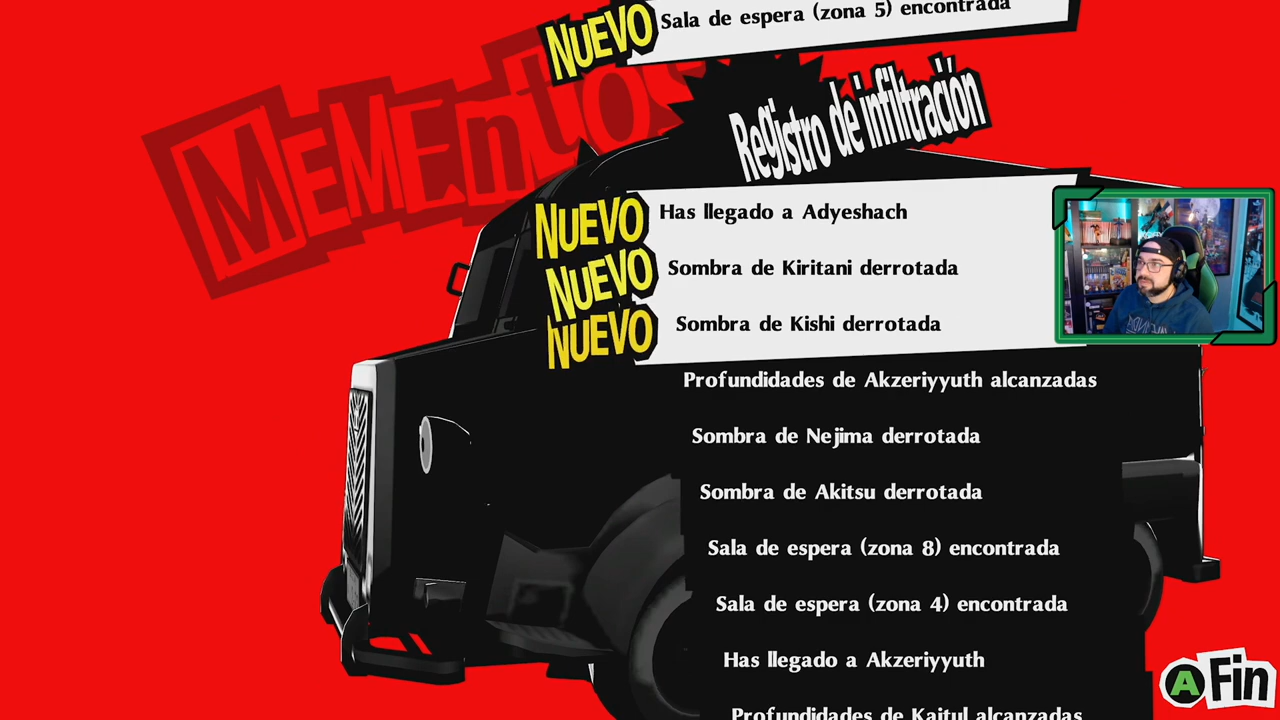 NUEVO Sala de espera (zona 5) encontrada
MEMEntos
Registro de infiltración
NUEVO Has llegado a Adyeshach
NUEVO Sombra de Kiritani derrotada
NUEVO Sombra de Kishi derrotada
Profundidades de Akzeriyyuth alcanzadas
Sombra de Nejima derrotada
Sombra de Akitsu derrotada
Sala de espera (zona 8) encontrada
Sala de espera (zona 4) encontrada
Has llegado a Akzeriyyuth
Profundidades de Kaitul alcanzadas
A Fin